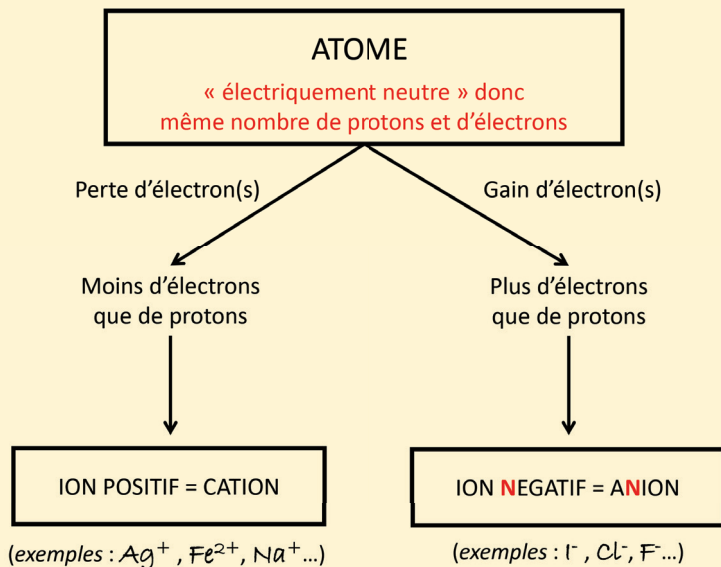 ATOME
« électriquement neutre » donc
même nombre de protons et d’électrons
Perte d’électron(s)
Gain d’électron(s)
Moins d’électrons
que de protons
Plus d’électrons
que de protons
ION POSITIF = CATION
ION NEGATIF = ANION
(exemples : Ag⁺ , Fe²⁺, Na⁺...)
(exemples : I⁻ , Cl⁻, F⁻...)